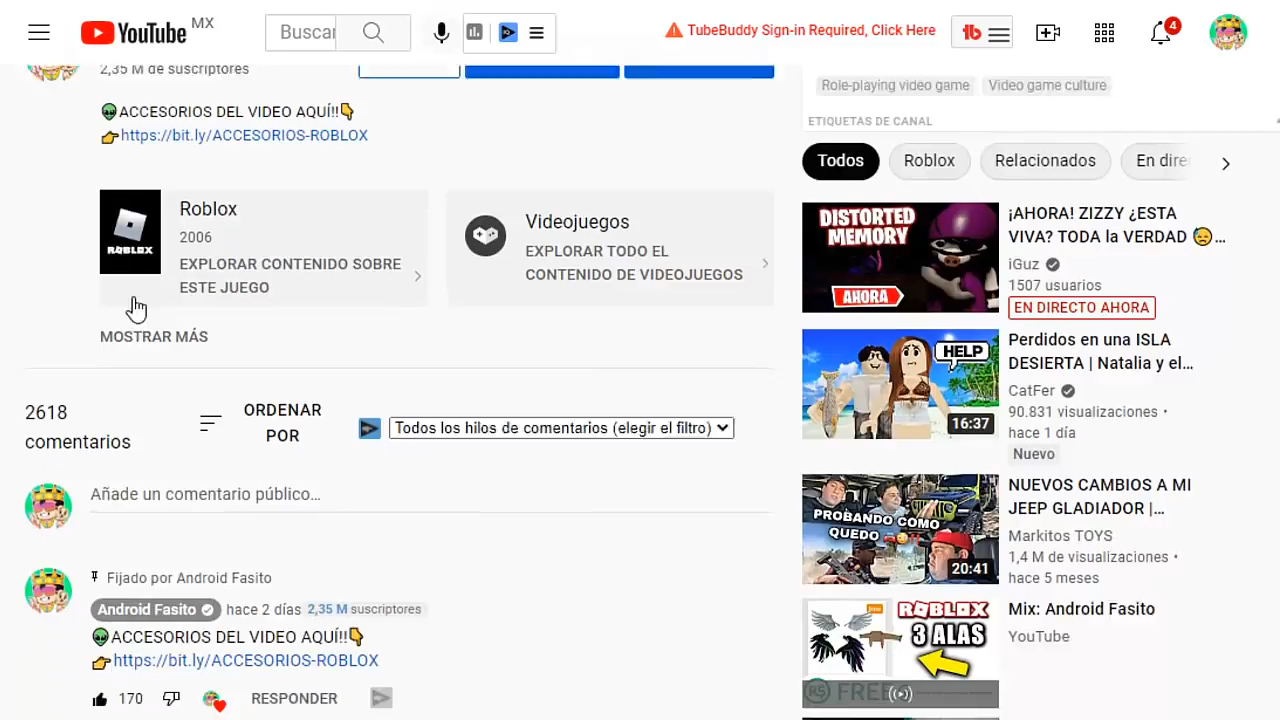 YouTube MX
Buscar
TubeBuddy Sign-in Required, Click Here
tb
4
2,35 M de suscriptores
👽ACCESORIOS DEL VIDEO AQUÍ!!👇
👉https://bit.ly/ACCESORIOS-ROBLOX
ROBLOX
Roblox
2006
EXPLORAR CONTENIDO SOBRE
ESTE JUEGO
Videojuegos
EXPLORAR TODO EL
CONTENIDO DE VIDEOJUEGOS
MOSTRAR MÁS
2618
comentarios
ORDENAR
POR
Todos los hilos de comentarios (elegir el filtro)
Añade un comentario público...
Fijado por Android Fasito
Android Fasito hace 2 días 2,35 M suscriptores
👽ACCESORIOS DEL VIDEO AQUÍ!!👇
👉https://bit.ly/ACCESORIOS-ROBLOX
170
RESPONDER
Role-playing video game Video game culture
ETIQUETAS DE CANAL
Todos Roblox Relacionados En dire
DISTORTED
MEMORY
AHORA
¡AHORA! ZIZZY ¿ESTA
VIVA? TODA la VERDAD 😓...
iGuz
1507 usuarios
EN DIRECTO AHORA
HELP
16:37
Perdidos en una ISLA
DESIERTA | Natalia y el...
CatFer
90.831 visualizaciones •
hace 1 día
Nuevo
PROBANDO COMO
QUEDO
20:41
NUEVOS CAMBIOS A MI
JEEP GLADIADOR |...
Markitos TOYS
1,4 M de visualizaciones •
hace 5 meses
ROBLOX
3 ALAS
FREE
Mix: Android Fasito
YouTube